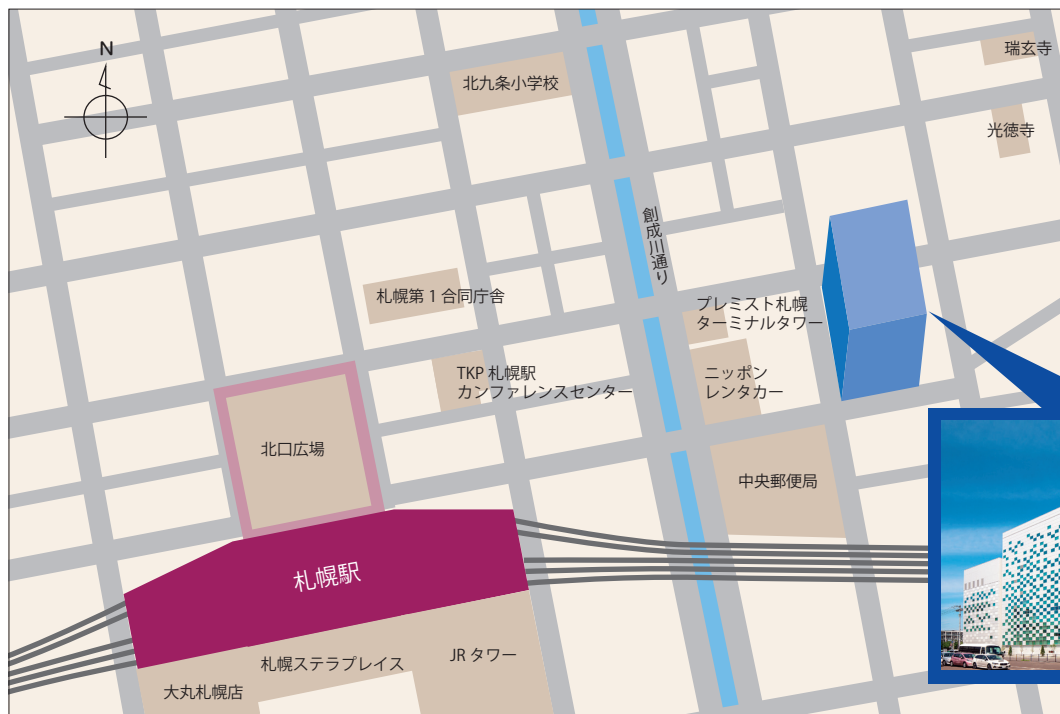 N
北九条小学校
瑞玄寺
光徳寺
創成川通り
札幌第1合同庁舎
プレミスト札幌
ターミナルタワー
TKP 札幌駅
カンファレンスセンター
ニッポン
レンタカー
北口広場
中央郵便局
札幌駅
札幌ステラプレイス
JRタワー
大丸札幌店